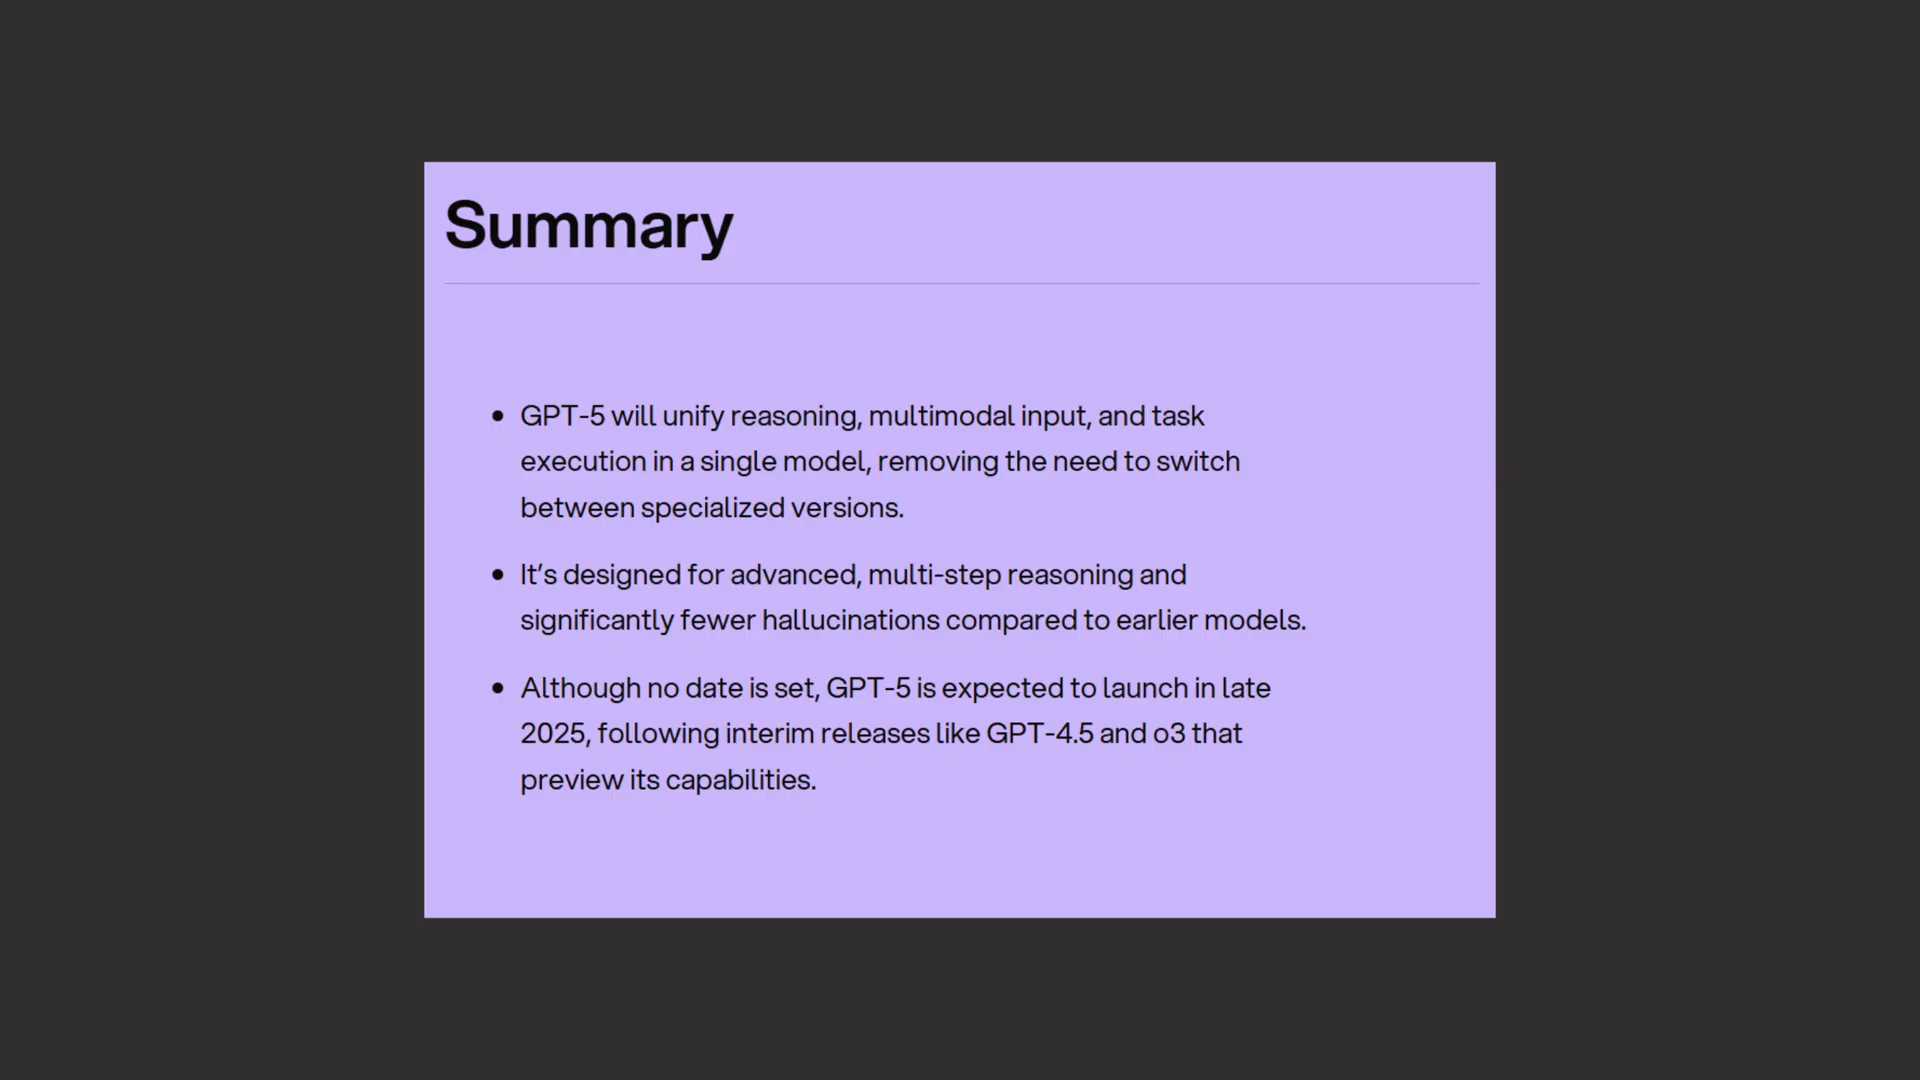 Summary
• GPT-5 will unify reasoning, multimodal input, and task
execution in a single model, removing the need to switch
between specialized versions.
• It’s designed for advanced, multi-step reasoning and
significantly fewer hallucinations compared to earlier models.
• Although no date is set, GPT-5 is expected to launch in late
2025, following interim releases like GPT-4.5 and o3 that
preview its capabilities.